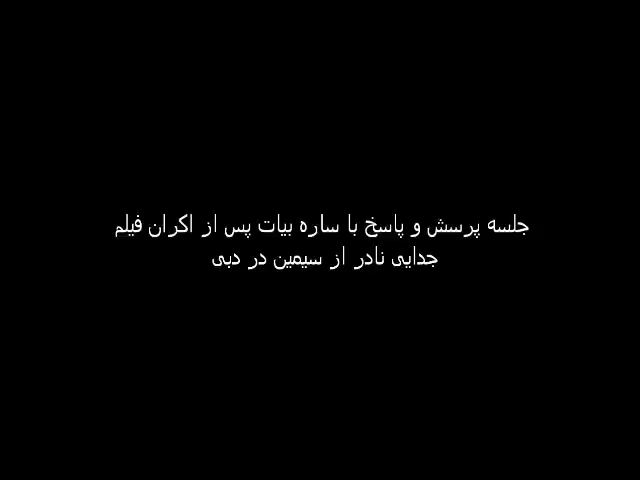 جلسه پرسش و پاسخ با ساره بیات پس از اکران فیلم
جدایی نادر از سیمین در دبی